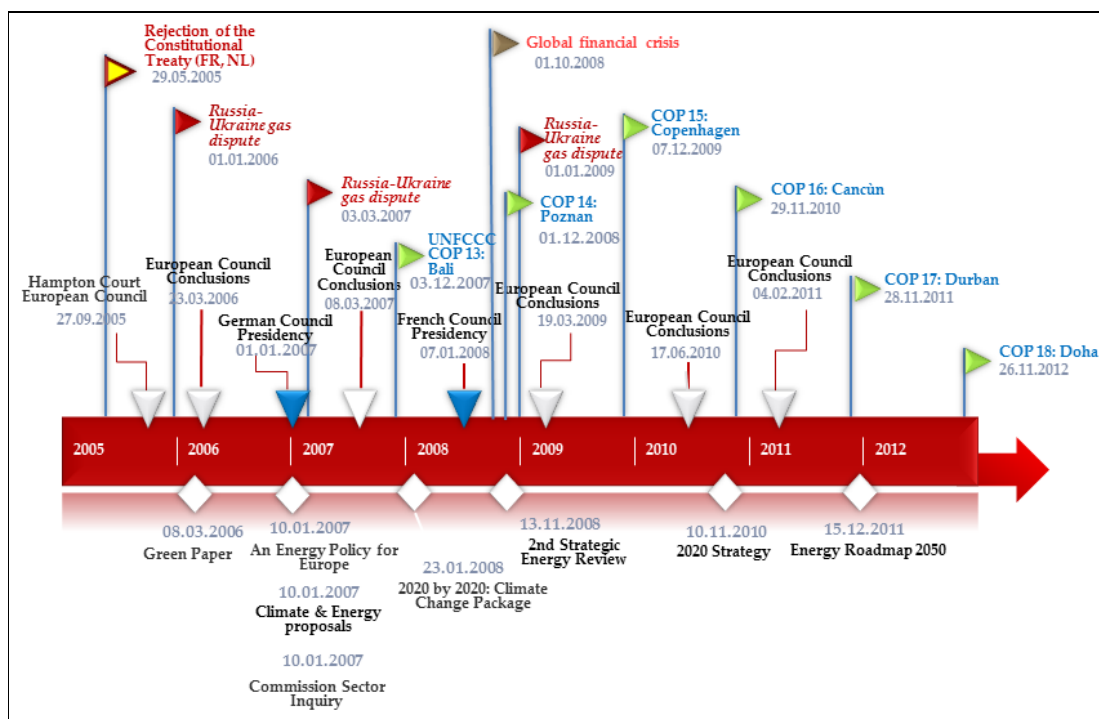 Rejection of the
Constitutional
Treaty (FR, NL)
29.05.2005
Global financial crisis
01.10.2008
Russia-
Ukraine gas
dispute
01.01.2006
Russia-
Ukraine
gas dispute
01.01.2009
COP 15:
Copenhagen
07.12.2009
Russia-Ukraine
gas dispute
03.03.2007
COP 14:
Poznan
01.12.2008
COP 16: Cancùn
29.11.2010
UNFCCC
COP 13:
Bali
03.12.2007
Hampton Court
European Council
27.09.2005
European Council
Conclusions
23.03.2006
German Council
Presidency
01.01.2007
European
Council
Conclusions
08.03.2007
French Council
Presidency
07.01.2008
European Council
Conclusions
19.03.2009
European Council
Conclusions
17.06.2010
European Council
Conclusions
04.02.2011
COP 17: Durban
28.11.2011
COP 18: Doha
26.11.2012
2005 2006 2007 2008 2009 2010 2011 2012
08.03.2006
Green Paper
10.01.2007
An Energy Policy for
Europe
10.01.2007
Climate & Energy
proposals
10.01.2007
Commission Sector
Inquiry
23.01.2008
2020 by 2020: Climate
Change Package
13.11.2008
2nd Strategic
Energy Review
10.11.2010
2020 Strategy
15.12.2011
Energy Roadmap 2050